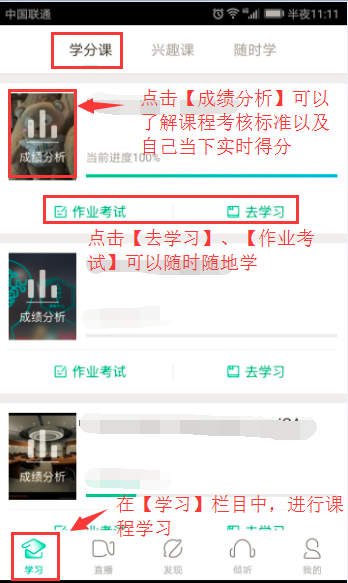 中国联通 46 半夜11:11
学分课 兴趣课 随时学
点击【成绩分析】可以
了解课程考核标准以及
自己当下实时得分
成绩分析
当前进度100%
作业考试 去学习
点击【去学习】、【作业考
试】可以随时随地学
成绩分析
作业考试 去学习
成绩分析
在【学习】栏目中，进行课
程学习
学习 直播 发现 倾听 我的